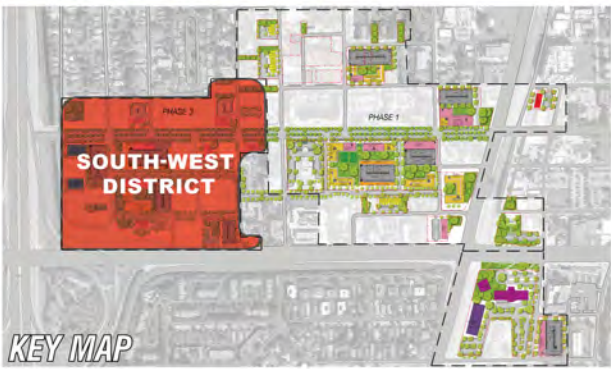 PHASE 3
PHASE 1
SOUTH-WEST
DISTRICT
KEY MAP